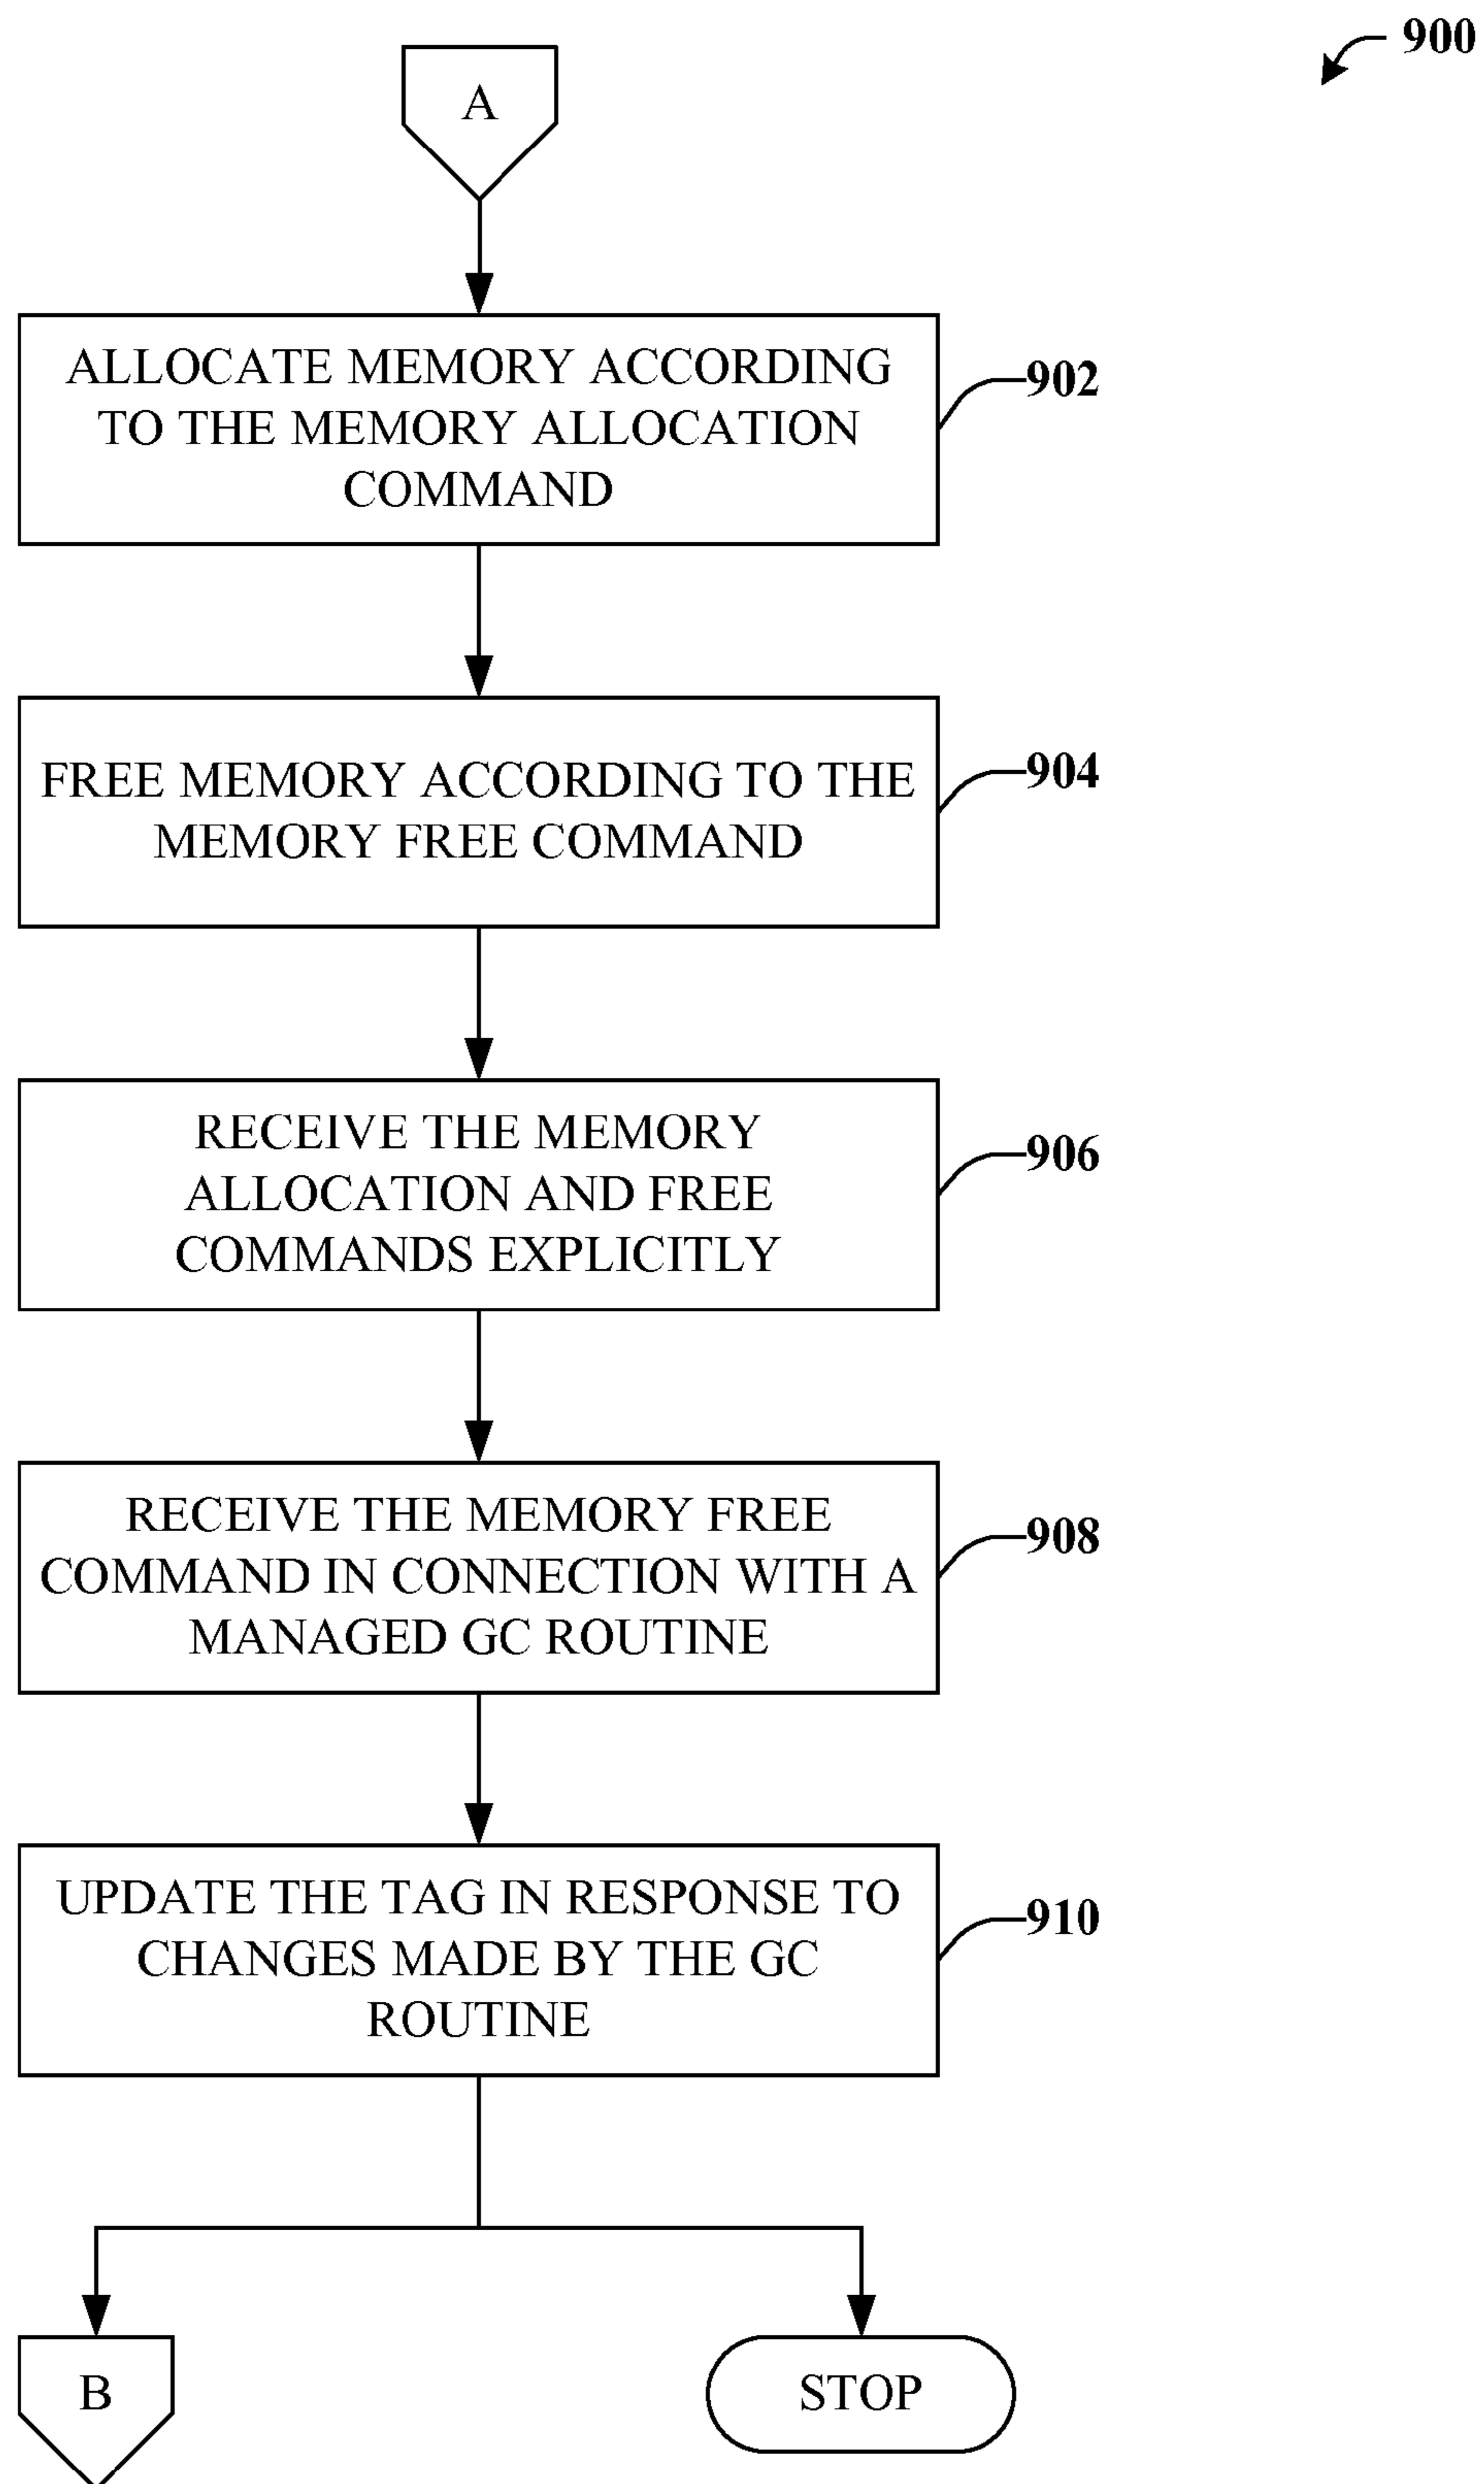 900
A
ALLOCATE MEMORY ACCORDING
TO THE MEMORY ALLOCATION
COMMAND
902
FREE MEMORY ACCORDING TO THE
MEMORY FREE COMMAND
904
RECEIVE THE MEMORY
ALLOCATION AND FREE
COMMANDS EXPLICITLY
906
RECEIVE THE MEMORY FREE
COMMAND IN CONNECTION WITH A
MANAGED GC ROUTINE
908
UPDATE THE TAG IN RESPONSE TO
CHANGES MADE BY THE GC
ROUTINE
910
B
STOP